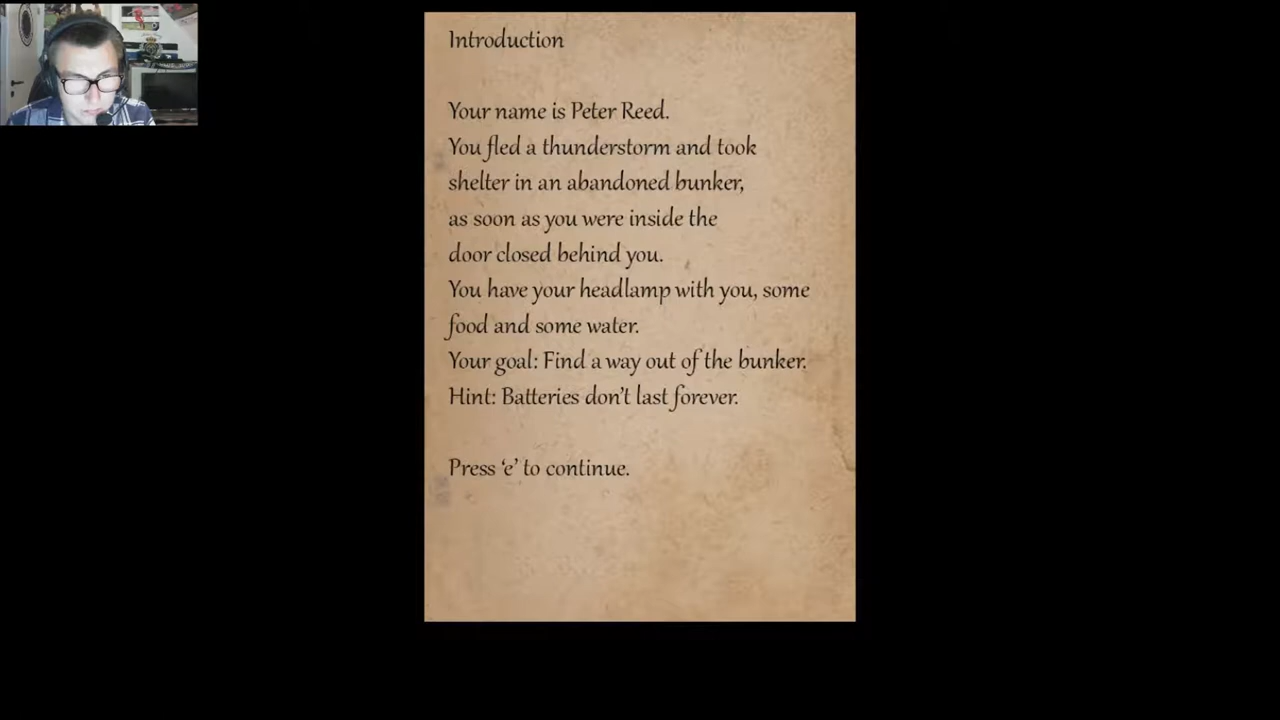 Introduction
Your name is Peter Reed.
You fled a thunderstorm and took
shelter in an abandoned bunker,
as soon as you were inside the
door closed behind you.
You have your headlamp with you, some
food and some water.
Your goal: Find a way out of the bunker.
Hint: Batteries don't last forever.
Press ‘e’ to continue.